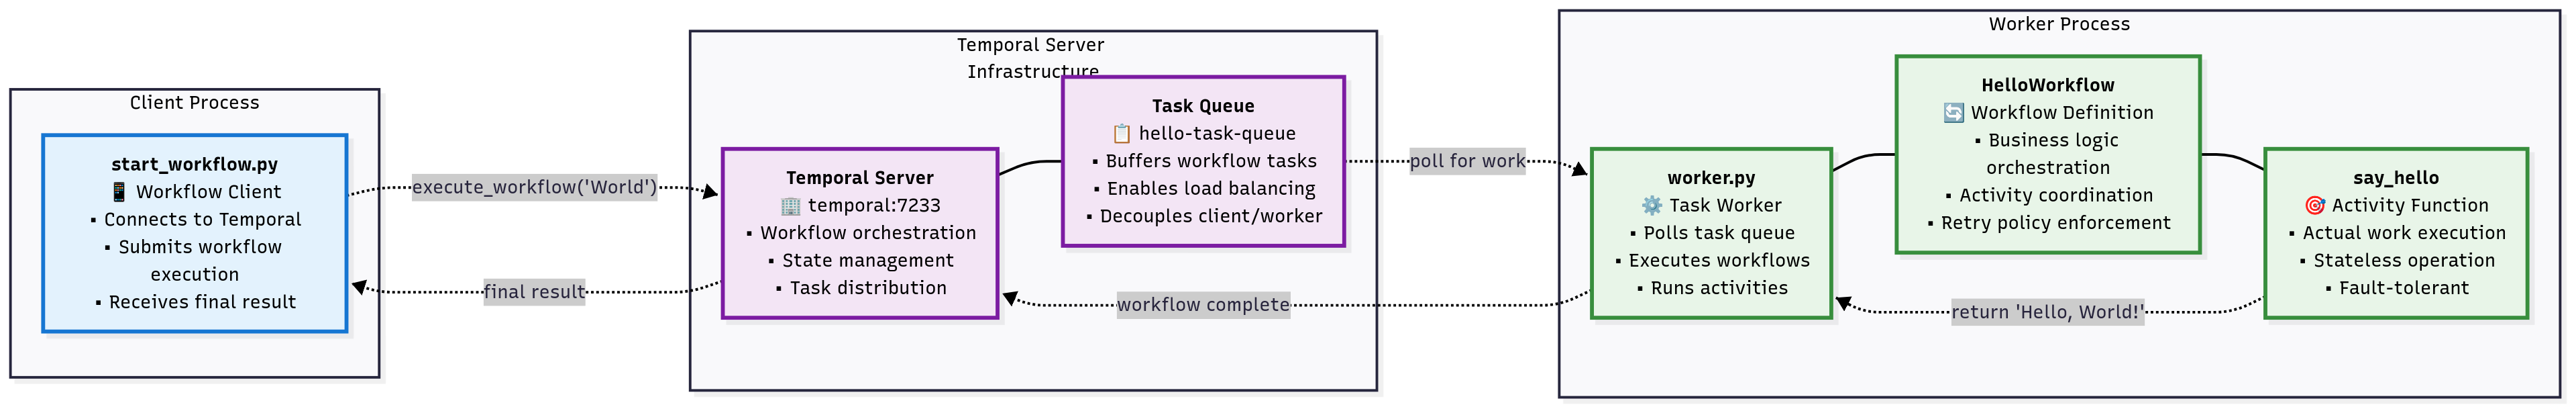 Client Process
start_workflow.py
📱 Workflow Client
▪ Connects to Temporal
▪ Submits workflow
execution
▪ Receives final result
execute_workflow('World')
final result
Temporal Server
Infrastructure
Temporal Server
🏢 temporal:7233
▪ Workflow orchestration
▪ State management
▪ Task distribution
Task Queue
📋 hello-task-queue
▪ Buffers workflow tasks
▪ Enables load balancing
▪ Decouples client/worker
poll for work
workflow complete
Worker Process
worker.py
⚙️ Task Worker
▪ Polls task queue
▪ Executes workflows
▪ Runs activities
HelloWorkflow
🔄 Workflow Definition
▪ Business logic
orchestration
▪ Activity coordination
▪ Retry policy enforcement
say_hello
🎯 Activity Function
▪ Actual work execution
▪ Stateless operation
▪ Fault-tolerant
return 'Hello, World!'